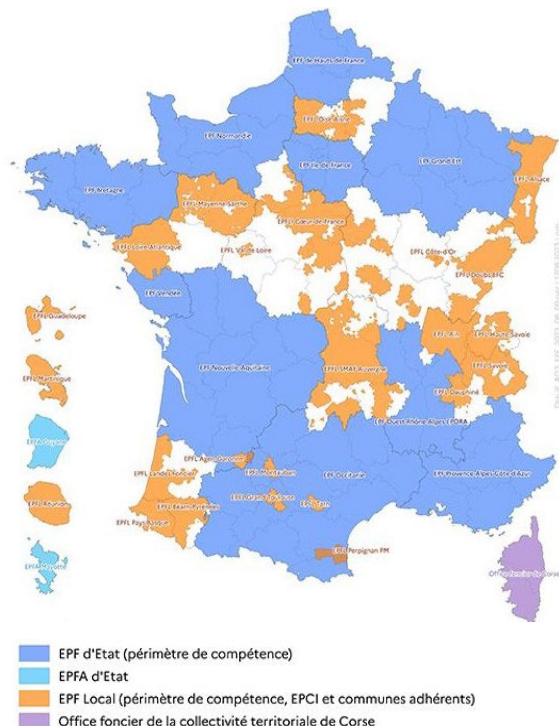 EPF de Hauts-de-France
EPFL Oise-Aisne
EPF Normandie
EPF Ile de France
EPF Grand Est
EPFL Alsace
EPF Bretagne
EPFL Mayenne-Sarthe
EPFL Cœur de France
EPFL Loire-Atlantique
EPFL Val de Loire
EPFL Côte-d'Or
EPFL Doubs BFC
EPF Vendée
EPFL Guadeloupe
EPFL Ain
EPFL Haute Savoie
EPF Nouvelle Aquitaine
EPFL SMAF Auvergne
EPFL Savoie
EPFL Martinique
EPFL Dauphiné
EPF Ouest Rhône Alpes EPORA
EPFA Guyane
EPFL Agen-Garonne
EPFL Landes Foncier
EPFL Montauban
EPF Occitanie
EPF Provence Alpes Côte d'Azur
EPFL Réunion
EPFL Grand Toulouse
EPFL Tarn
EPFL Béarn-Pyrénées
EPFL Pays Basque
EPFL Perpignan PM
EPFA Mayotte
Office foncier de Corse
EPF d'Etat (périmètre de compétence)
EPFA d'Etat
EPF Local (périmètre de compétence, EPCI et communes adhérents)
Office foncier de la collectivité territoriale de Corse